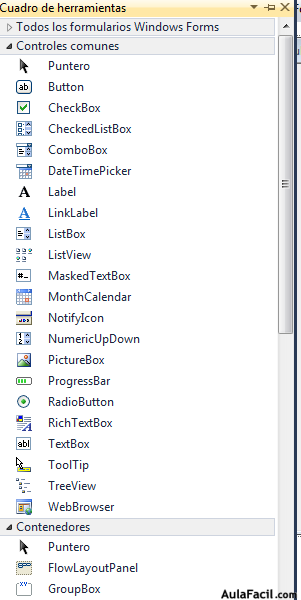 Cuadro de herramientas
Todos los formularios Windows Forms
Controles comunes
Puntero
Button
CheckBox
CheckedListBox
ComboBox
DateTimePicker
Label
LinkLabel
ListBox
ListView
MaskedTextBox
MonthCalendar
NotifyIcon
NumericUpDown
PictureBox
ProgressBar
RadioButton
RichTextBox
TextBox
ToolTip
TreeView
WebBrowser
Contenedores
Puntero
FlowLayoutPanel
GroupBox
AulaFacil.com